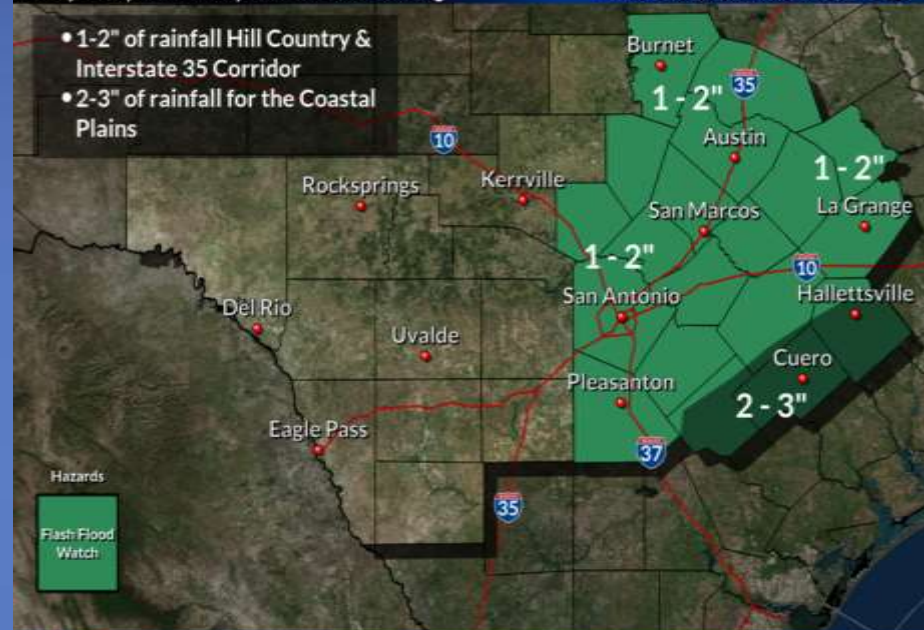 • 1-2" of rainfall Hill Country &
Interstate 35 Corridor
• 2-3" of rainfall for the Coastal
Plains
Burnet
1 - 2"
35
Austin
10
1 - 2"
Rocksprings
Kerrville
San Marcos
La Grange
1 - 2"
10
San Antonio
Hallettsville
Del Rio
Uvalde
Cuero
Pleasanton
2 - 3"
Eagle Pass
37
Hazards
35
Flash Flood
Watch